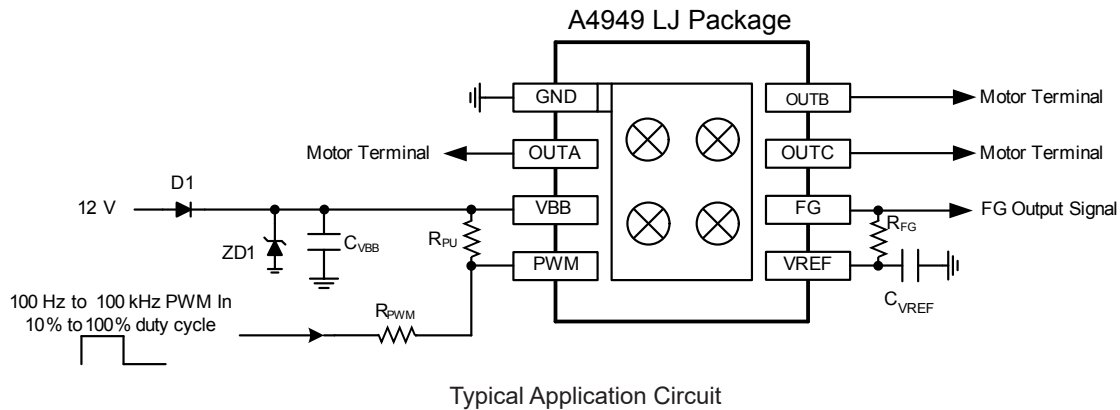 A4949 LJ Package
GND
OUTB
Motor Terminal
Motor Terminal
OUTA
OUTC
Motor Terminal
D1
12 V
VBB
FG
FG Output Signal
ZD1
CVBB
RPU
RFG
PWM
VREF
CVREF
100 Hz to 100 kHz PWM In
10% to 100% duty cycle
RPWM
Typical Application Circuit